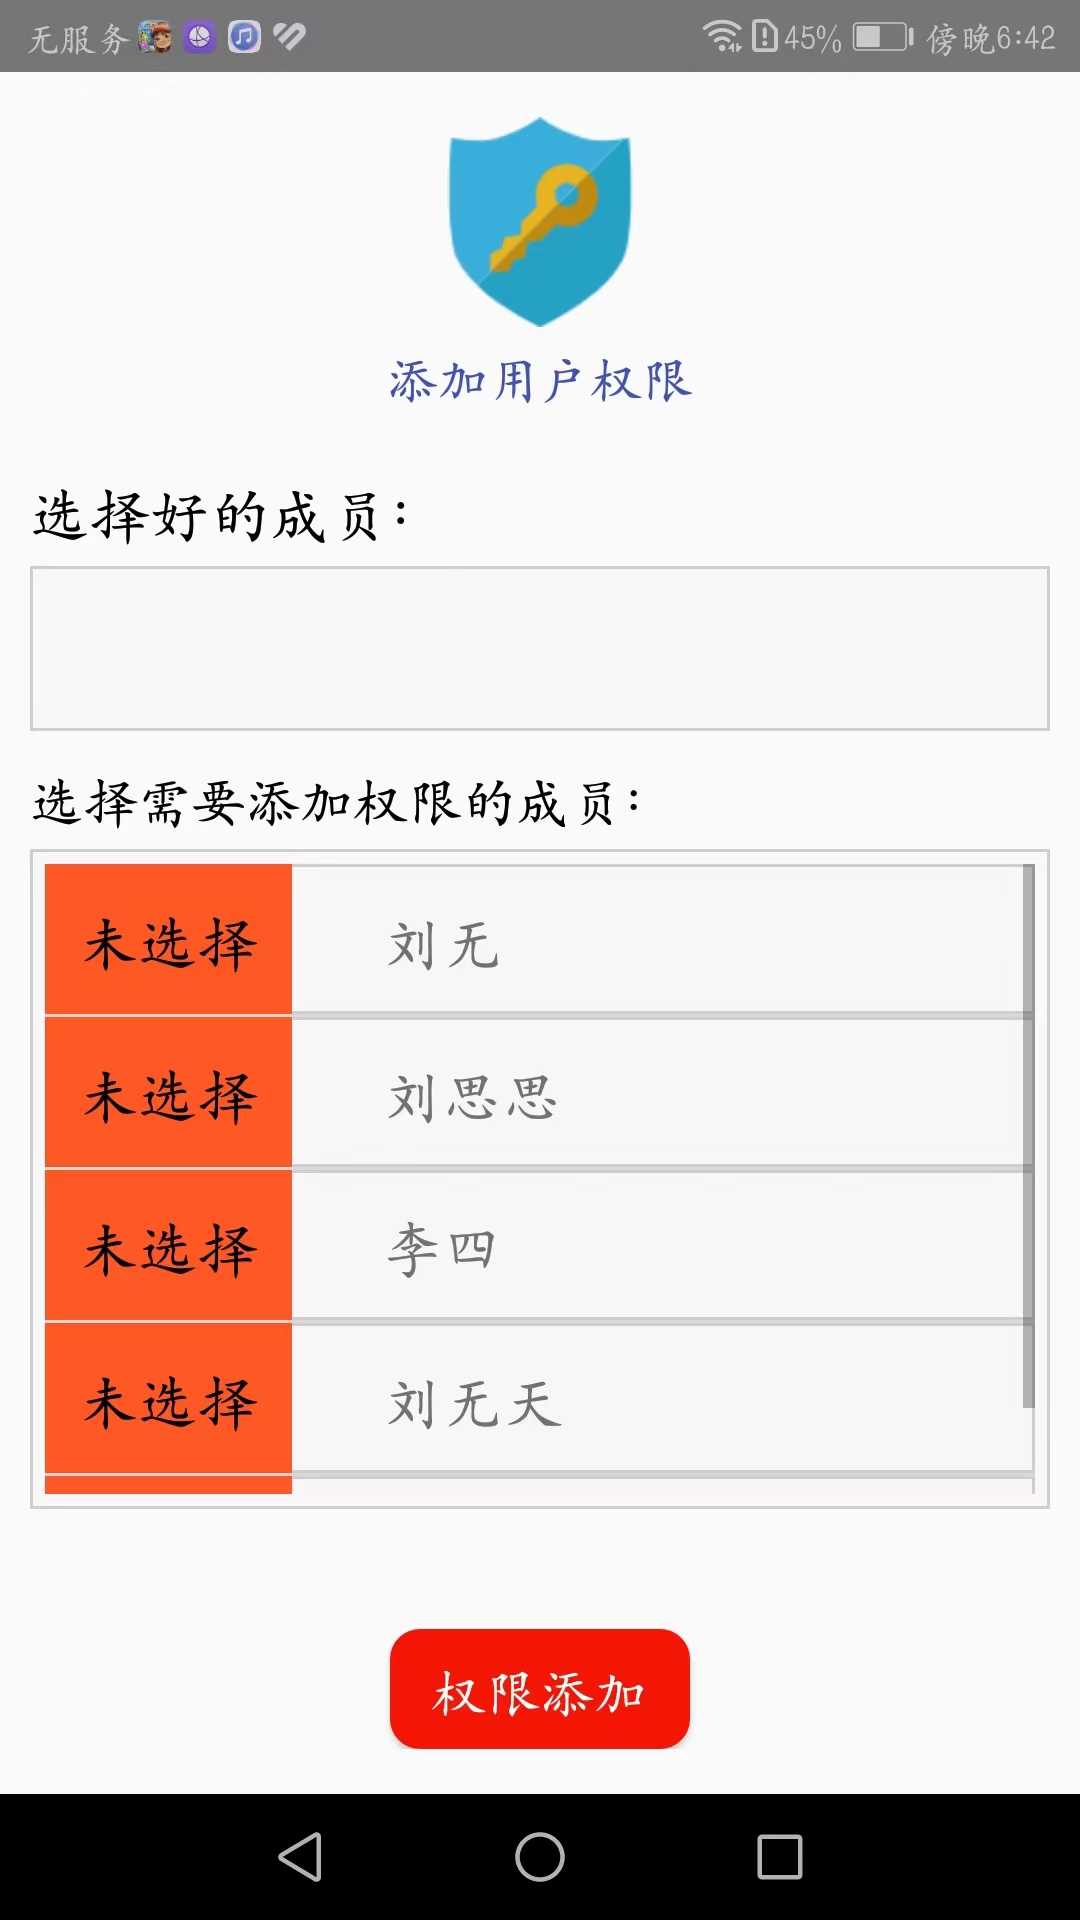 无服务 45% 傍晚6:42
添加用户权限
选择好的成员：
选择需要添加权限的成员：
未选择 刘无
未选择 刘思思
未选择 李四
未选择 刘无天
权限添加